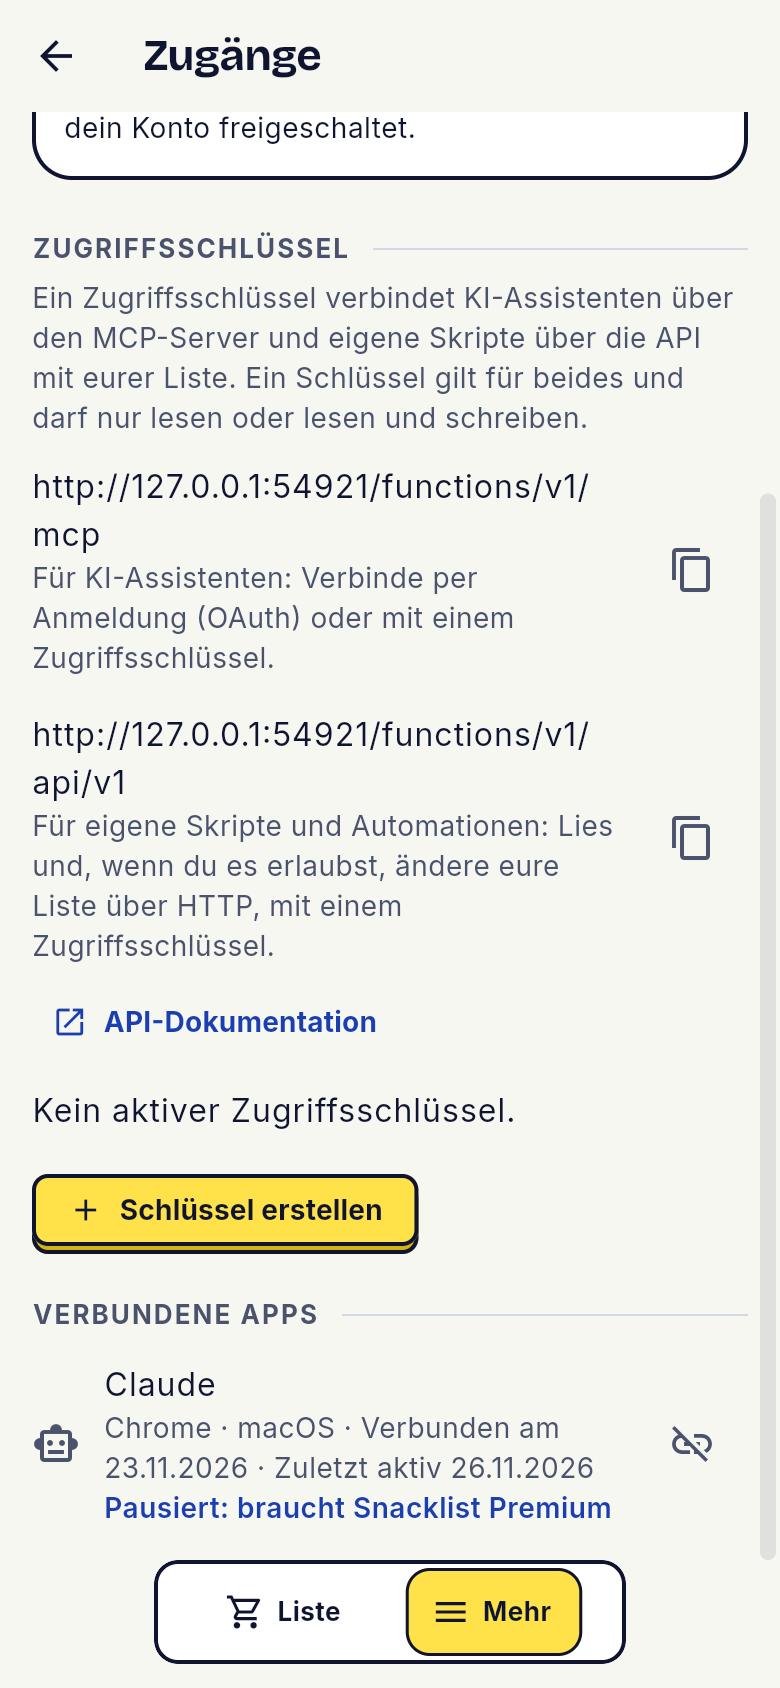 Zugänge
dein Konto freigeschaltet.
ZUGRIFFSSCHLÜSSEL
Ein Zugriffsschlüssel verbindet KI-Assistenten über
den MCP-Server und eigene Skripte über die API
mit eurer Liste. Ein Schlüssel gilt für beides und
darf nur lesen oder lesen und schreiben.
http://127.0.0.1:54921/functions/v1/
mcp
Für KI-Assistenten: Verbinde per
Anmeldung (OAuth) oder mit einem
Zugriffsschlüssel.
http://127.0.0.1:54921/functions/v1/
api/v1
Für eigene Skripte und Automationen: Lies
und, wenn du es erlaubst, ändere eure
Liste über HTTP, mit einem
Zugriffsschlüssel.
API-Dokumentation
Kein aktiver Zugriffsschlüssel.
Schlüssel erstellen
VERBUNDENE APPS
Claude
Chrome · macOS · Verbunden am
23.11.2026 · Zuletzt aktiv 26.11.2026
Pausiert: braucht Snacklist Premium
Liste
Mehr